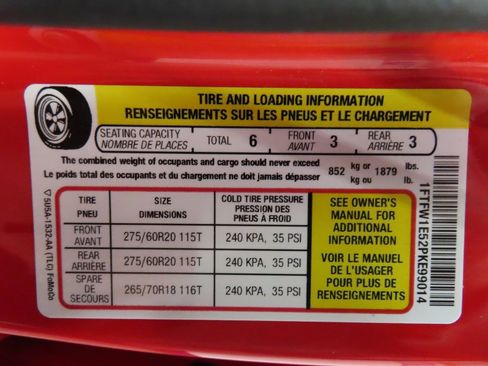 TIRE AND LOADING INFORMATION
RENSEIGNEMENTS SUR LES PNEUS ET LE CHARGEMENT
SEATING CAPACITY TOTAL 6 FRONT 3 REAR 3
NOMBRE DE PLACES AVANT ARRIÈRE
The combined weight of occupants and cargo should never exceed 852 kg or 1879 lbs.
Le poids total des occupants et du chargement ne doit jamais dépasser kg ou lb.
TIRE SIZE COLD TIRE PRESSURE
PNEU DIMENSIONS PRESSION DES
PNEUS À FROID
FRONT
AVANT 275/60R20 115T 240 KPA, 35 PSI
REAR
ARRIÈRE 275/60R20 115T 240 KPA, 35 PSI
SPARE
DE
SECOURS 265/70R18 116T 240 KPA, 35 PSI
SEE OWNER'S
MANUAL FOR
ADDITIONAL
INFORMATION
VOIR LE MANUEL
DE L'USAGER
POUR PLUS DE
RENSEIGNEMENTS
5U5A-1532-AA (TLC) FoMoCo
1FTFW1E52PKE99014